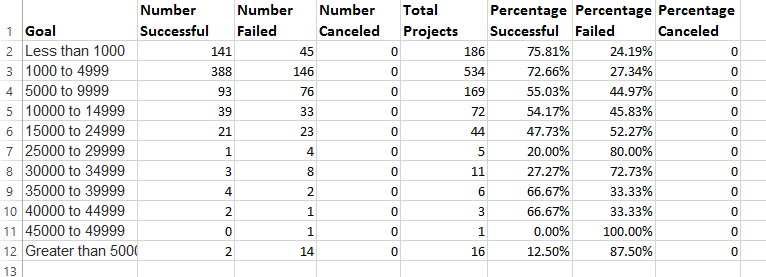 Number Number Number Total Percentage Percentage Percentage
1 Goal Successful Failed Canceled Projects Successful Failed Canceled
2 Less than 1000 141 45 0 186 75.81% 24.19% 0
3 1000 to 4999 388 146 0 534 72.66% 27.34% 0
4 5000 to 9999 93 76 0 169 55.03% 44.97% 0
5 10000 to 14999 39 33 0 72 54.17% 45.83% 0
6 15000 to 24999 21 23 0 44 47.73% 52.27% 0
7 25000 to 29999 1 4 0 5 20.00% 80.00% 0
8 30000 to 34999 3 8 0 11 27.27% 72.73% 0
9 35000 to 39999 4 2 0 6 66.67% 33.33% 0
10 40000 to 44999 2 1 0 3 66.67% 33.33% 0
11 45000 to 49999 0 1 0 1 0.00% 100.00% 0
12 Greater than 500 2 14 0 16 12.50% 87.50% 0
13